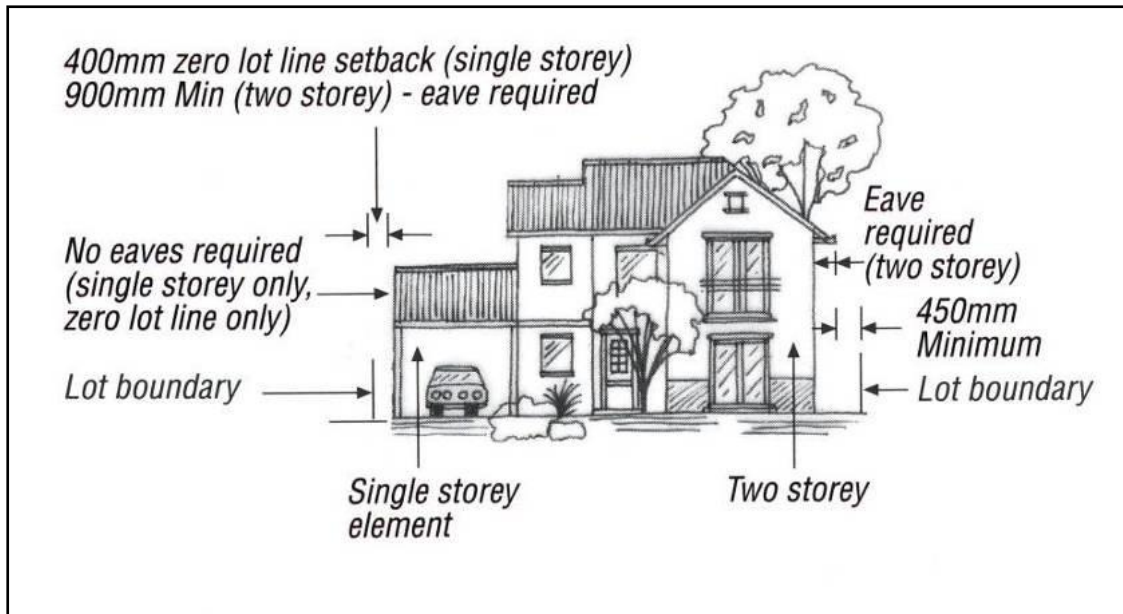 400mm zero lot line setback (single storey)
900mm Min (two storey) - eave required
No eaves required
(single storey only,
zero lot line only)
Lot boundary
Single storey
element
Two storey
Eave
required
(two storey)
450mm
Minimum
Lot boundary